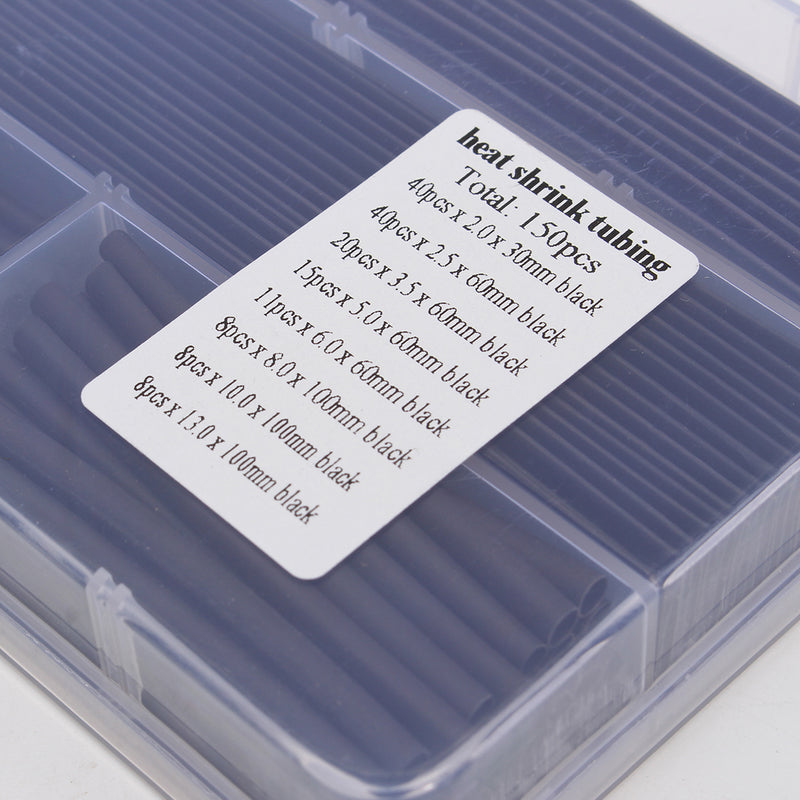 heat shrink tubing
Total: 150pcs
40pcs x 2.0 x 30mm black
40pcs x 2.5 x 60mm black
20pcs x 3.5 x 60mm black
15pcs x 5.0 x 60mm black
11pcs x 6.0 x 60mm black
8pcs x 8.0 x 100mm black
8pcs x 10.0 x 100mm black
8pcs x 13.0 x 100mm black